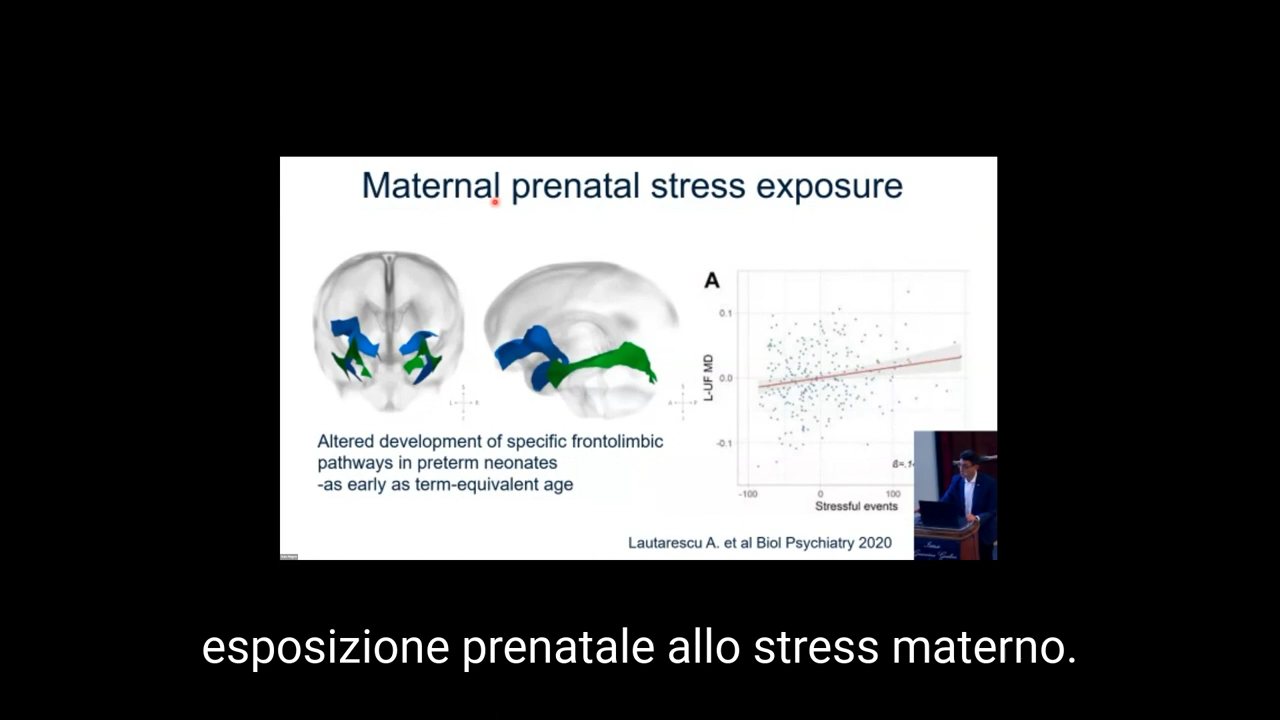 Maternal prenatal stress exposure
A
0.1
0.0
-0.1
L-UF MD
-100
0
100
Stressful events
Altered development of specific frontolimbic
pathways in preterm neonates
-as early as term-equivalent age
Lautarescu A. et al Biol Psychiatry 2020
esposizione prenatale allo stress materno.